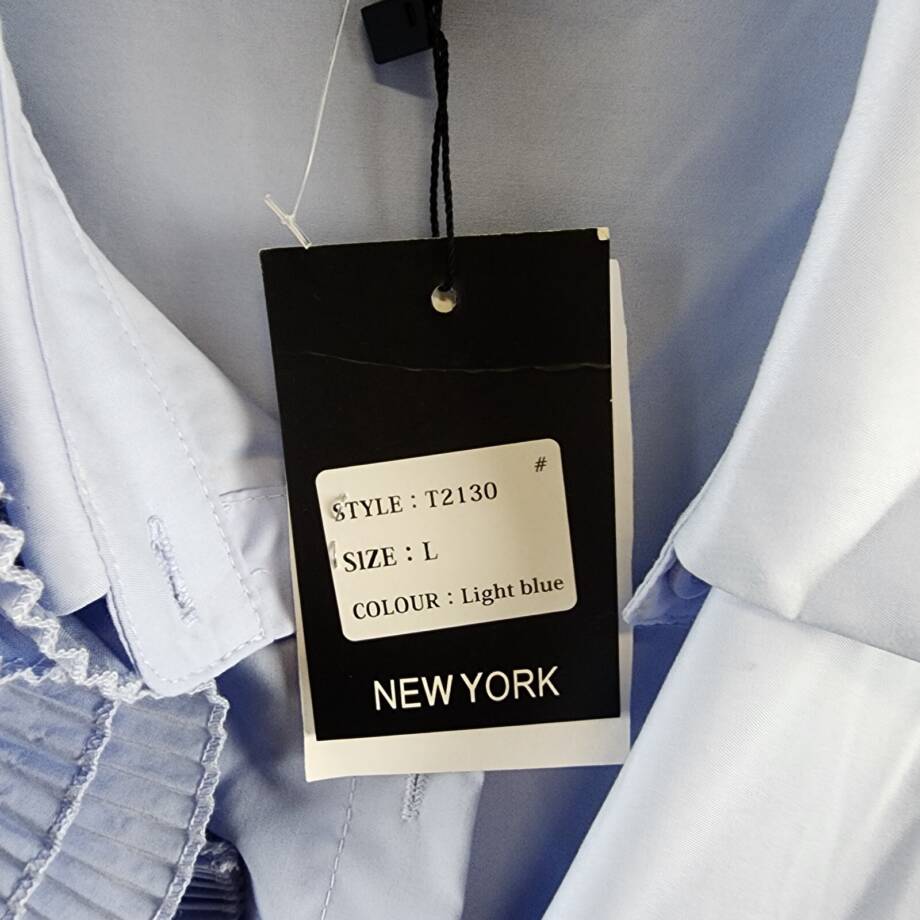 #
STYLE : T2130
SIZE : L
COLOUR : Light blue
NEW YORK